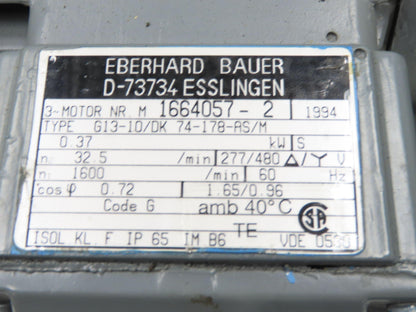 EBERHARD BAUER
D-73734 ESSLINGEN
3~MOTOR NR. M 1664057-2 1994
TYPE G13-10/DK 74-178-AS/M
0.37 kW S
n: 32.5 /min 277/480 △/Y V
n: 1600 /min 60 Hz
cos φ 0.72 1.65/0.96
Code G amb 40°C SA
TE
ISOL KL. F IP 65 IM B6 VDE 0530